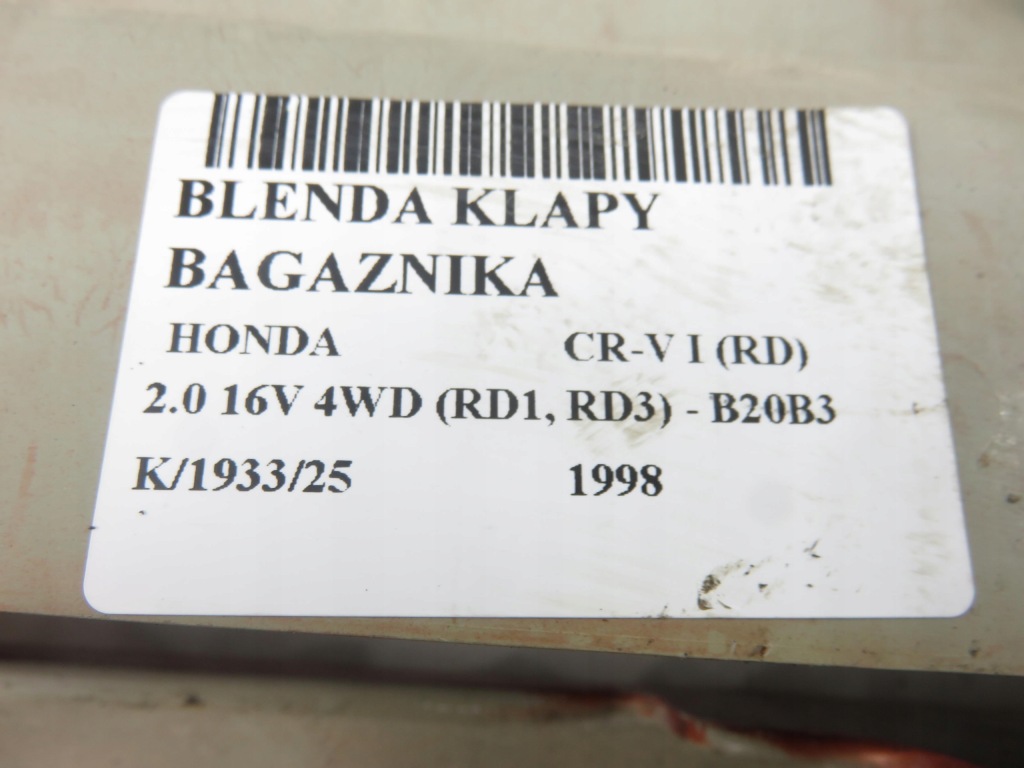 BLENDA KLAPY
BAGAZNIKA
HONDA CR-V I (RD)
2.0 16V 4WD (RD1, RD3) - B20B3
K/1933/25 1998